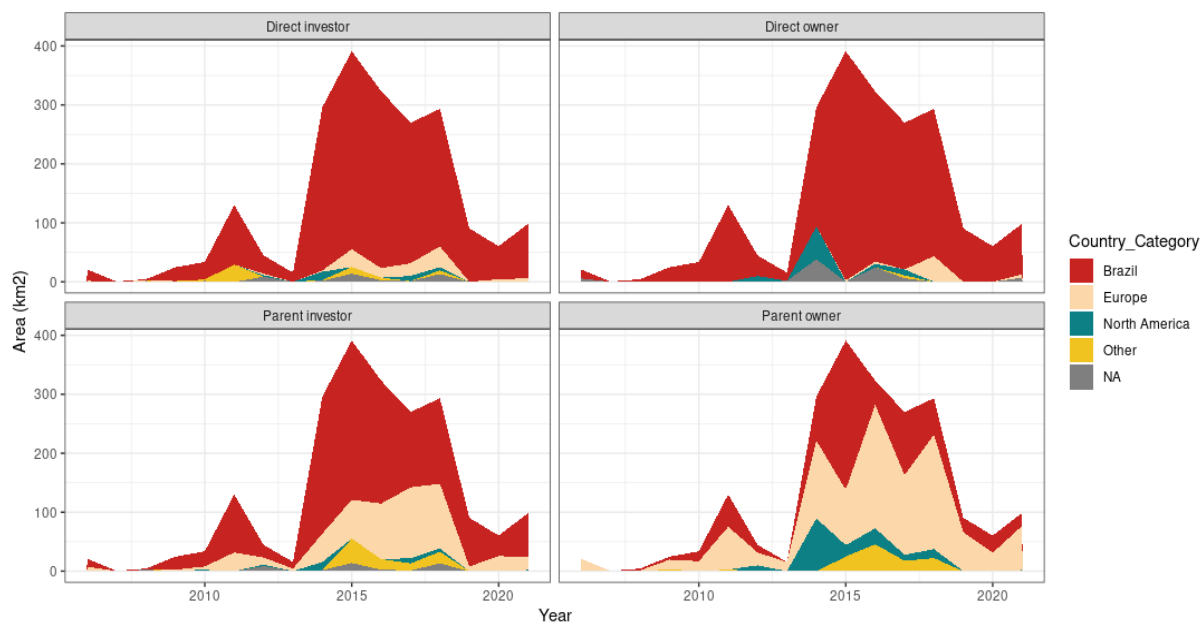 Direct investor
Direct owner
400
300
200
100
0
Parent investor
Parent owner
400
300
200
100
0
Area (km2)
2010
2015
2020
2010
2015
2020
Year
Country_Category
Brazil
Europe
North America
Other
NA